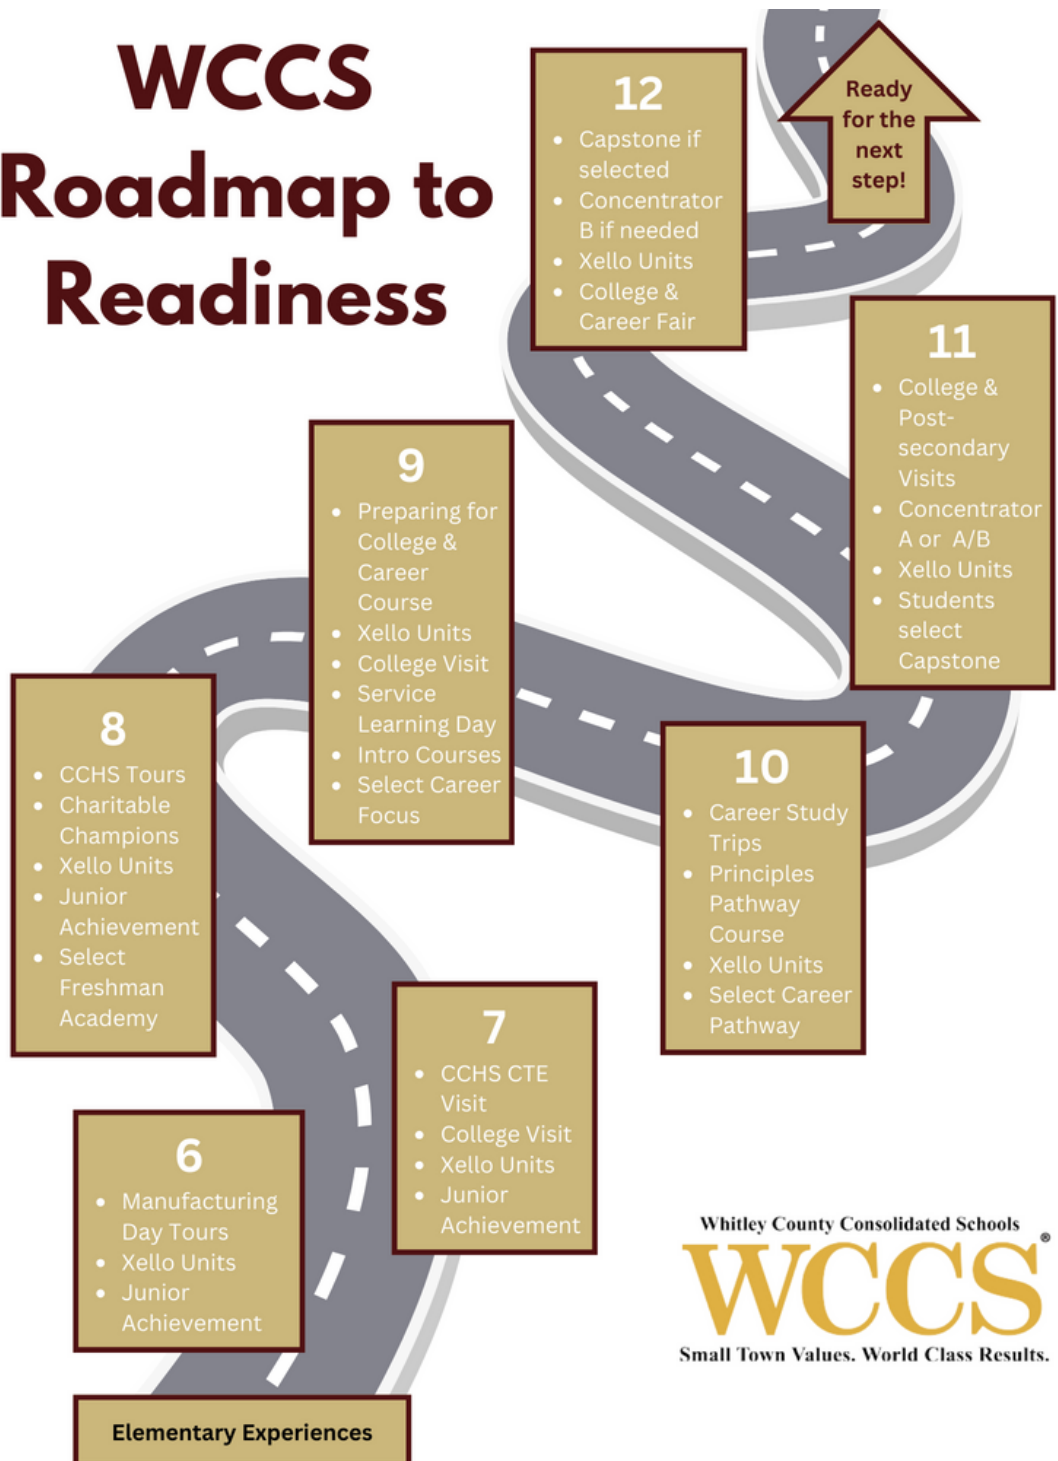 WCCS
Roadmap to
Readiness
Ready
for the
next
step!
12
• Capstone if
selected
• Concentrator
B if needed
• Xello Units
• College &
Career Fair
11
• College &
Post-
secondary
Visits
• Concentrator
A or A/B
• Xello Units
• Students
select
Capstone
9
• Preparing for
College &
Career
Course
• Xello Units
• College Visit
• Service
Learning Day
• Intro Courses
• Select Career
Focus
10
• Career Study
Trips
• Principles
Pathway
Course
• Xello Units
• Select Career
Pathway
8
• CCHS Tours
• Charitable
Champions
• Xello Units
• Junior
Achievement
• Select
Freshman
Academy
7
• CCHS CTE
Visit
• College Visit
• Xello Units
• Junior
Achievement
6
• Manufacturing
Day Tours
• Xello Units
• Junior
Achievement
Elementary Experiences
Whitley County Consolidated Schools
WCCS®
Small Town Values. World Class Results.